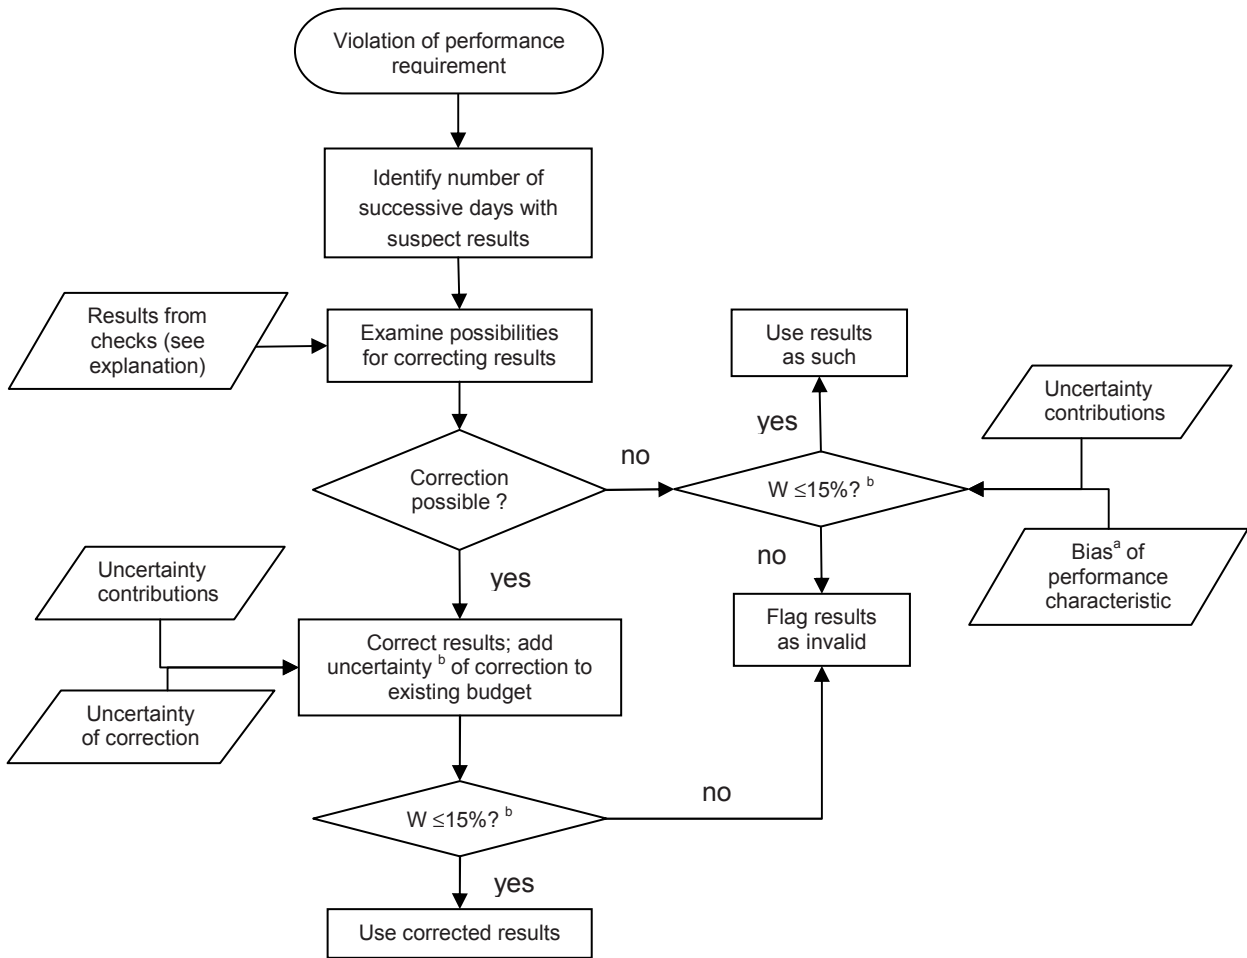 Violation of performance
requirement
Identify number of
successive days with
suspect results
Results from
checks (see
explanation)
Examine possibilities
for correcting results
Use results
as such
Uncertainty
contributions
yes
no
Correction
possible ?
W ≤15%? b
no
Bias a of
performance
characteristic
Uncertainty
contributions
yes
Flag results
as invalid
Correct results; add
uncertainty b of correction to
existing budget
Uncertainty
of correction
no
W ≤15%? b
yes
Use corrected results